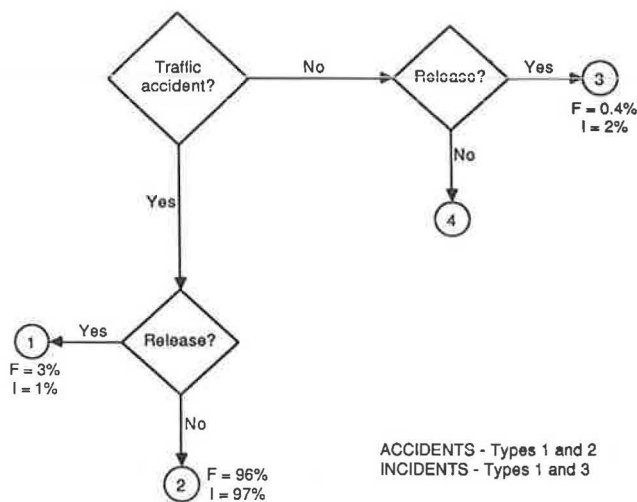 Traffic
accident?
No
Release?
Yes
3
F = 0.4%
I = 2%
No
4
Yes
Release?
Yes
1
F = 3%
I = 1%
No
2
F = 96%
I = 97%
ACCIDENTS - Types 1 and 2
INCIDENTS - Types 1 and 3